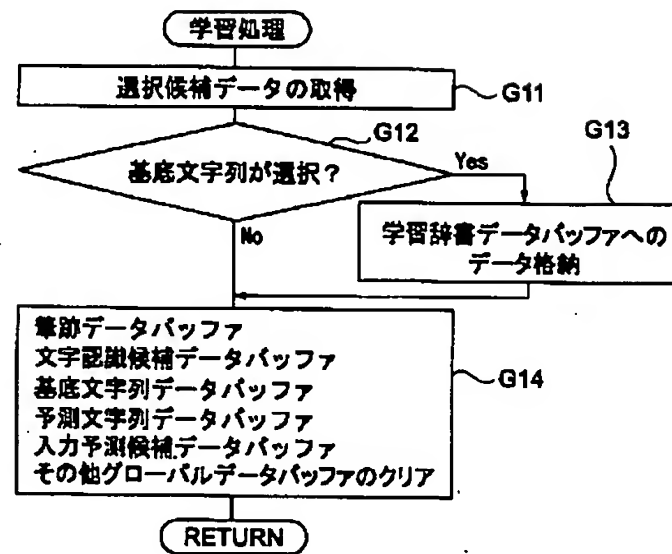 学習処理
選択候補データの取得
G11
G12
G13
基底文字列が選択?
Yes
No
学習辞書データバッファへの
データ格納
筆跡データバッファ
文字認識候補データバッファ
基底文字列データバッファ
予測文字列データバッファ
入力予測候補データバッファ
その他グローバルデータバッファのクリア
G14
RETURN